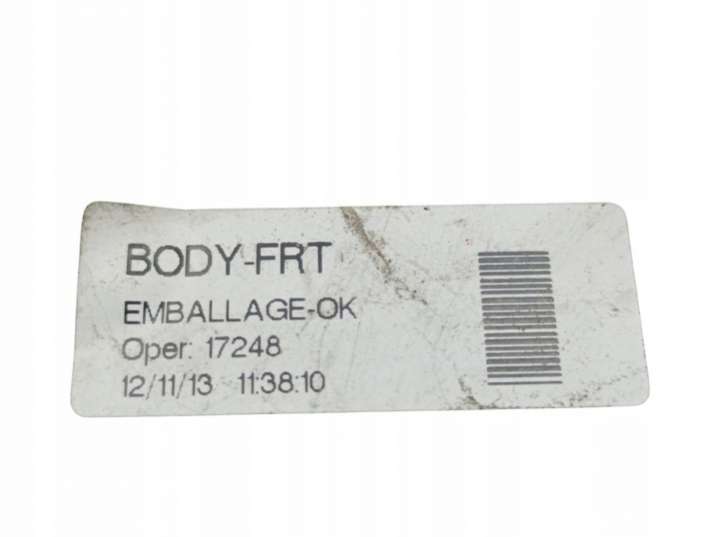 BODY-FRT
EMBALLAGE-OK
Oper: 17248
12/11/13 11:38:10